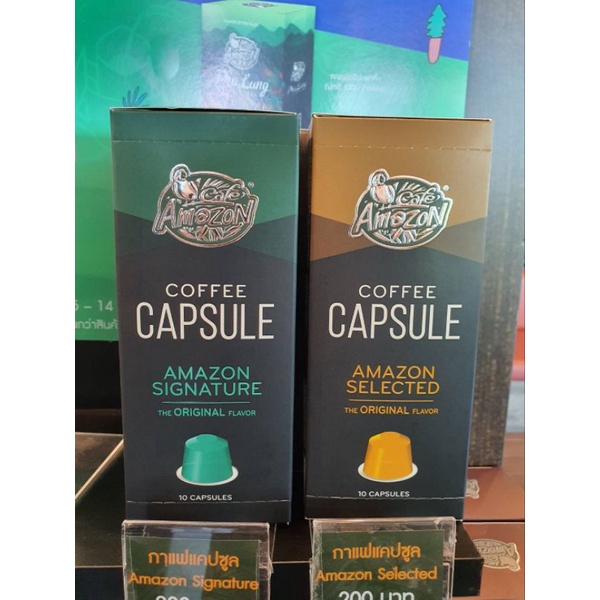 Café
Amazon
COFFEE
CAPSULE
AMAZON
SIGNATURE
THE ORIGINAL FLAVOR
10 CAPSULES
กาแฟแคปซูล
Amazon Signature
Café
Amazon
COFFEE
CAPSULE
AMAZON
SELECTED
THE ORIGINAL FLAVOR
10 CAPSULES
กาแฟแคปซูล
Amazon Selected
200 บาท